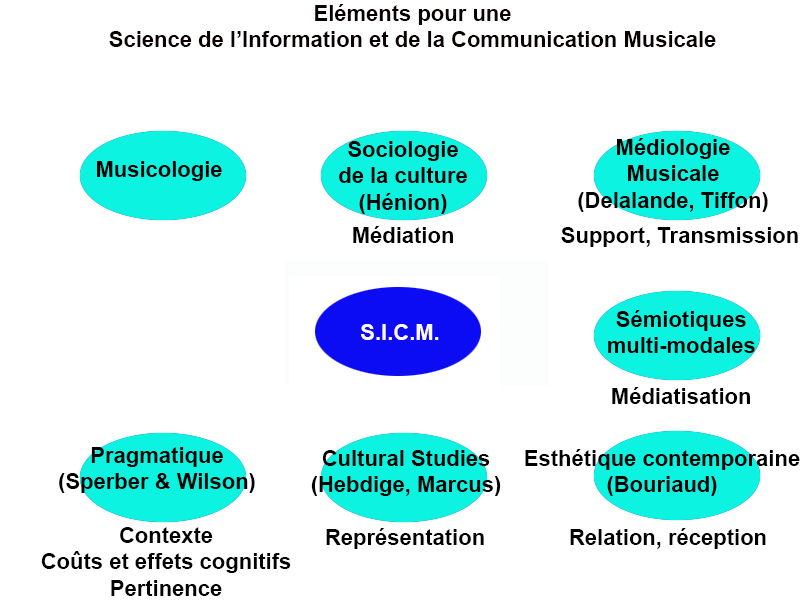 Eléments pour une
Science de l’Information et de la Communication Musicale
Musicologie
Sociologie
de la culture
(Hénion)
Médiation
Médiologie
Musicale
(Delalande, Tiffon)
Support, Transmission
S.I.C.M.
Sémiotiques
multi-modales
Médiatisation
Pragmatique
(Sperber & Wilson)
Contexte
Coûts et effets cognitifs
Pertinence
Cultural Studies
(Hebdige, Marcus)
Représentation
Esthétique contemporaine
(Bouriaud)
Relation, réception